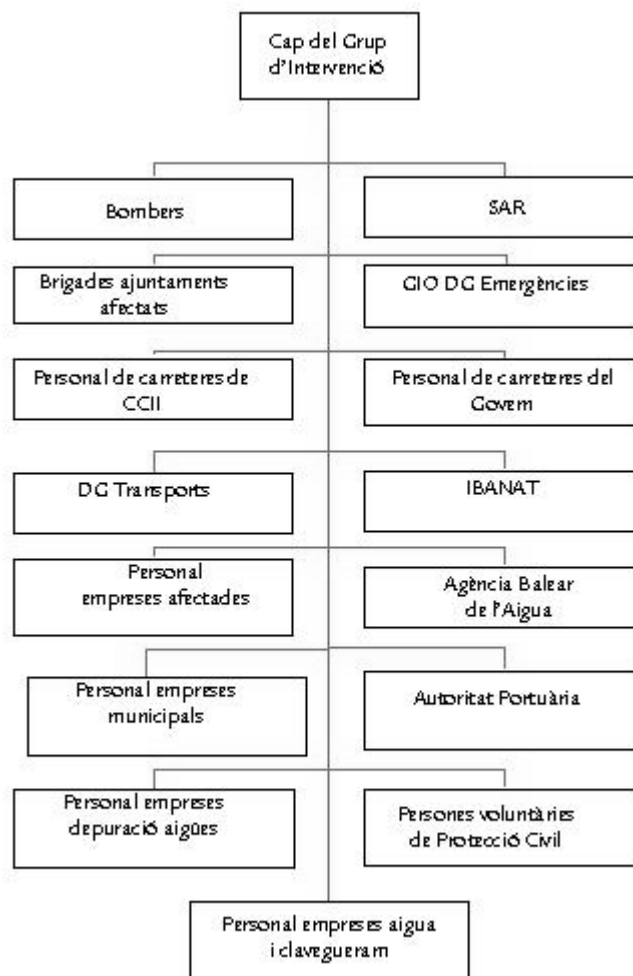 Cap del Grup
d'Intervenció
Bombers
SAR
Brigades ajuntaments
afectats
GIO DG Emergències
Personal de carreteres de
CCII
Personal de carreteres del
Govern
DG Transports
IBANAT
Personal
empreses afectades
Agència Balear
de l'Aigua
Personal empreses
municipals
Autoritat Portuària
Personal empreses
depuració aigües
Persones voluntàries
de Protecció Civil
Personal empreses aigua
i clavegueram